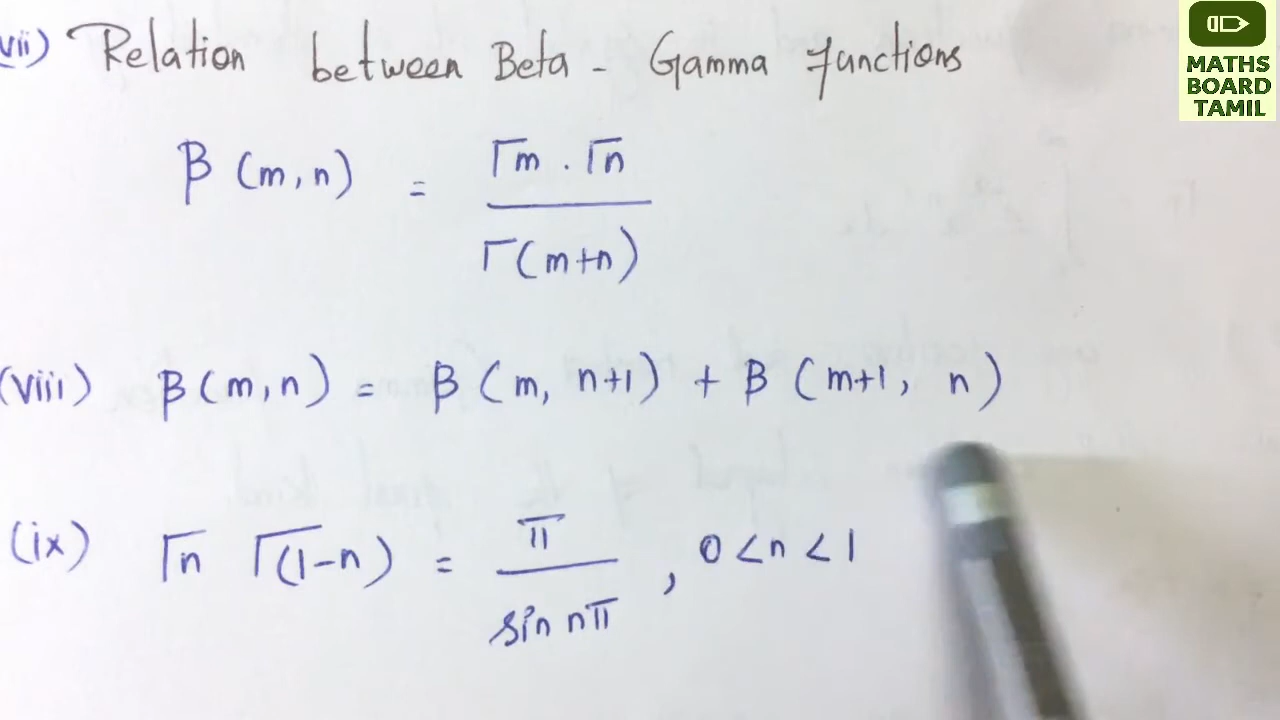 (vii) Relation between Beta - Gamma functions
MATHS
BOARD
TAMIL
β (m, n) = Γm . Γn / Γ(m+n)
(viii) β (m, n) = β (m, n+1) + β (m+1, n)
(ix) Γn Γ(1-n) = π / sin nπ , 0 < n < 1